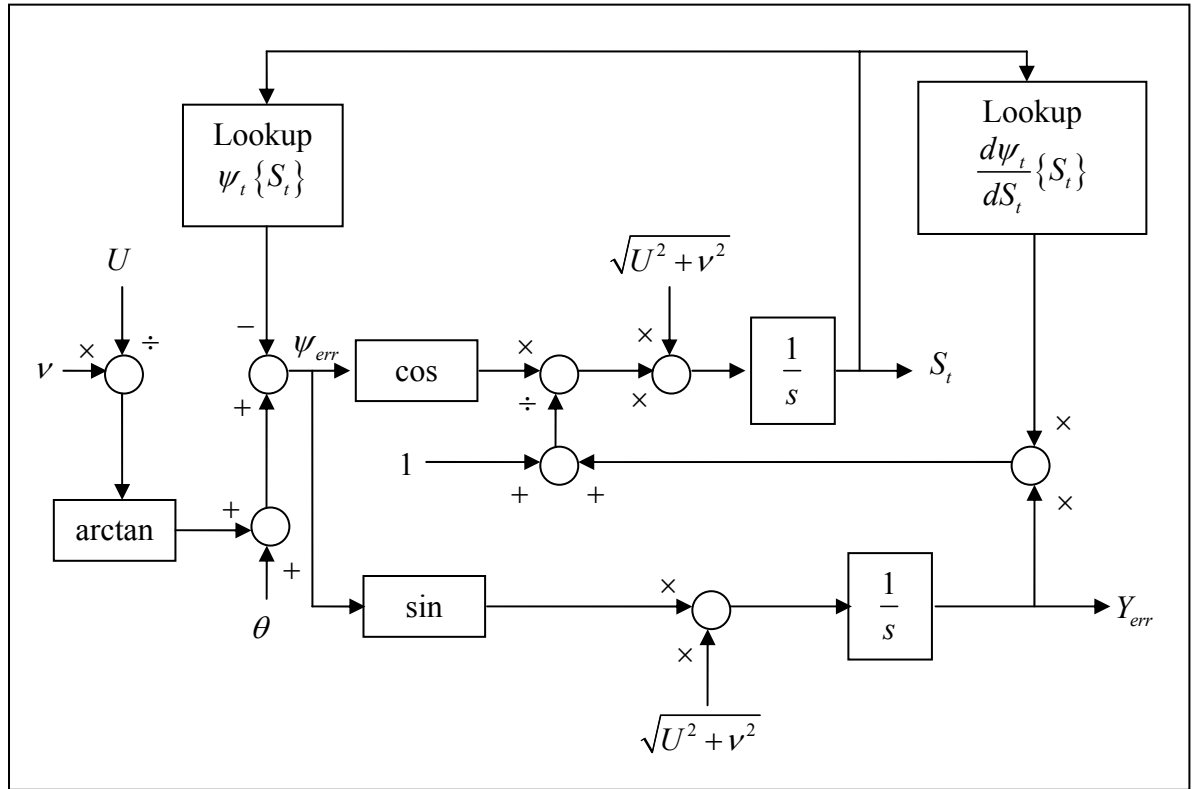 Lookup
ψ_t {S_t}
Lookup
dψ_t
dS_t
{S_t}
U
√(U² + ν²)
−
ψ_err
ν
×
÷
cos
×
÷
×
×
1
s
S_t
+
1
+
+
×
×
arctan
+
+
θ
sin
×
×
1
s
Y_err
√(U² + ν²)